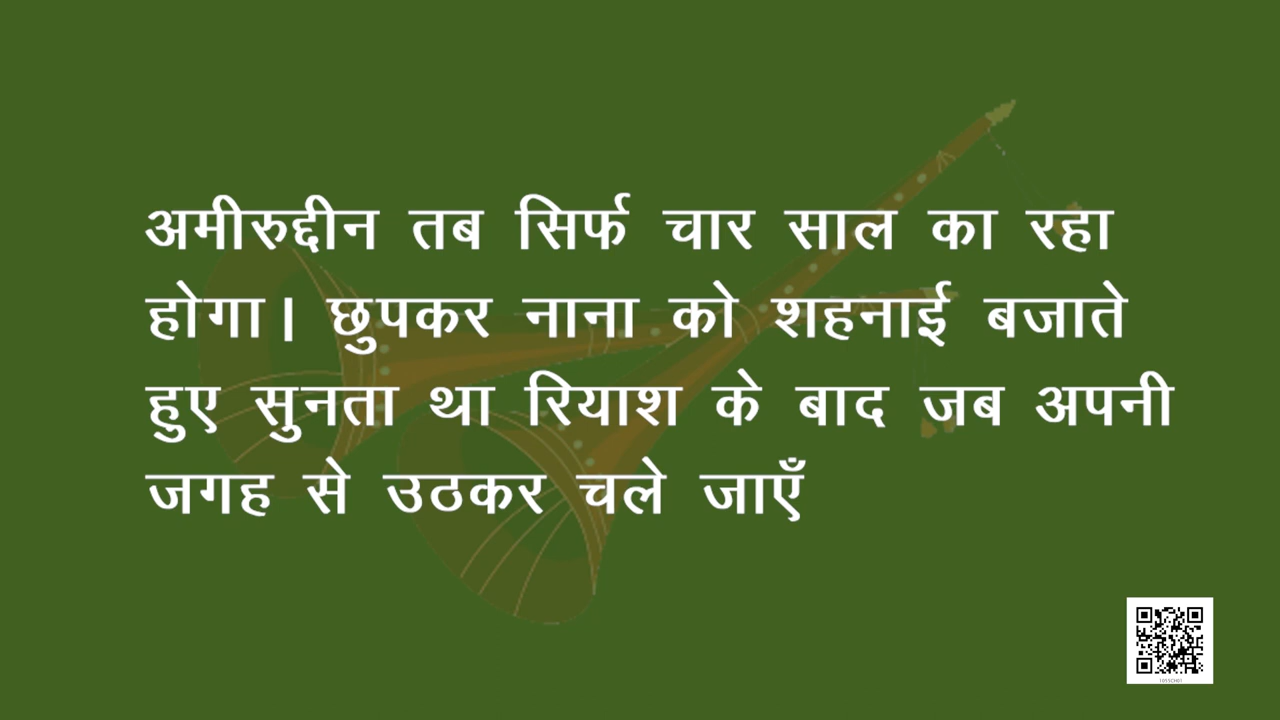 अमीरुद्दीन तब सिर्फ चार साल का रहा
होगा। छुपकर नाना को शहनाई बजाते
हुए सुनता था रियाश के बाद जब अपनी
जगह से उठकर चले जाएँ